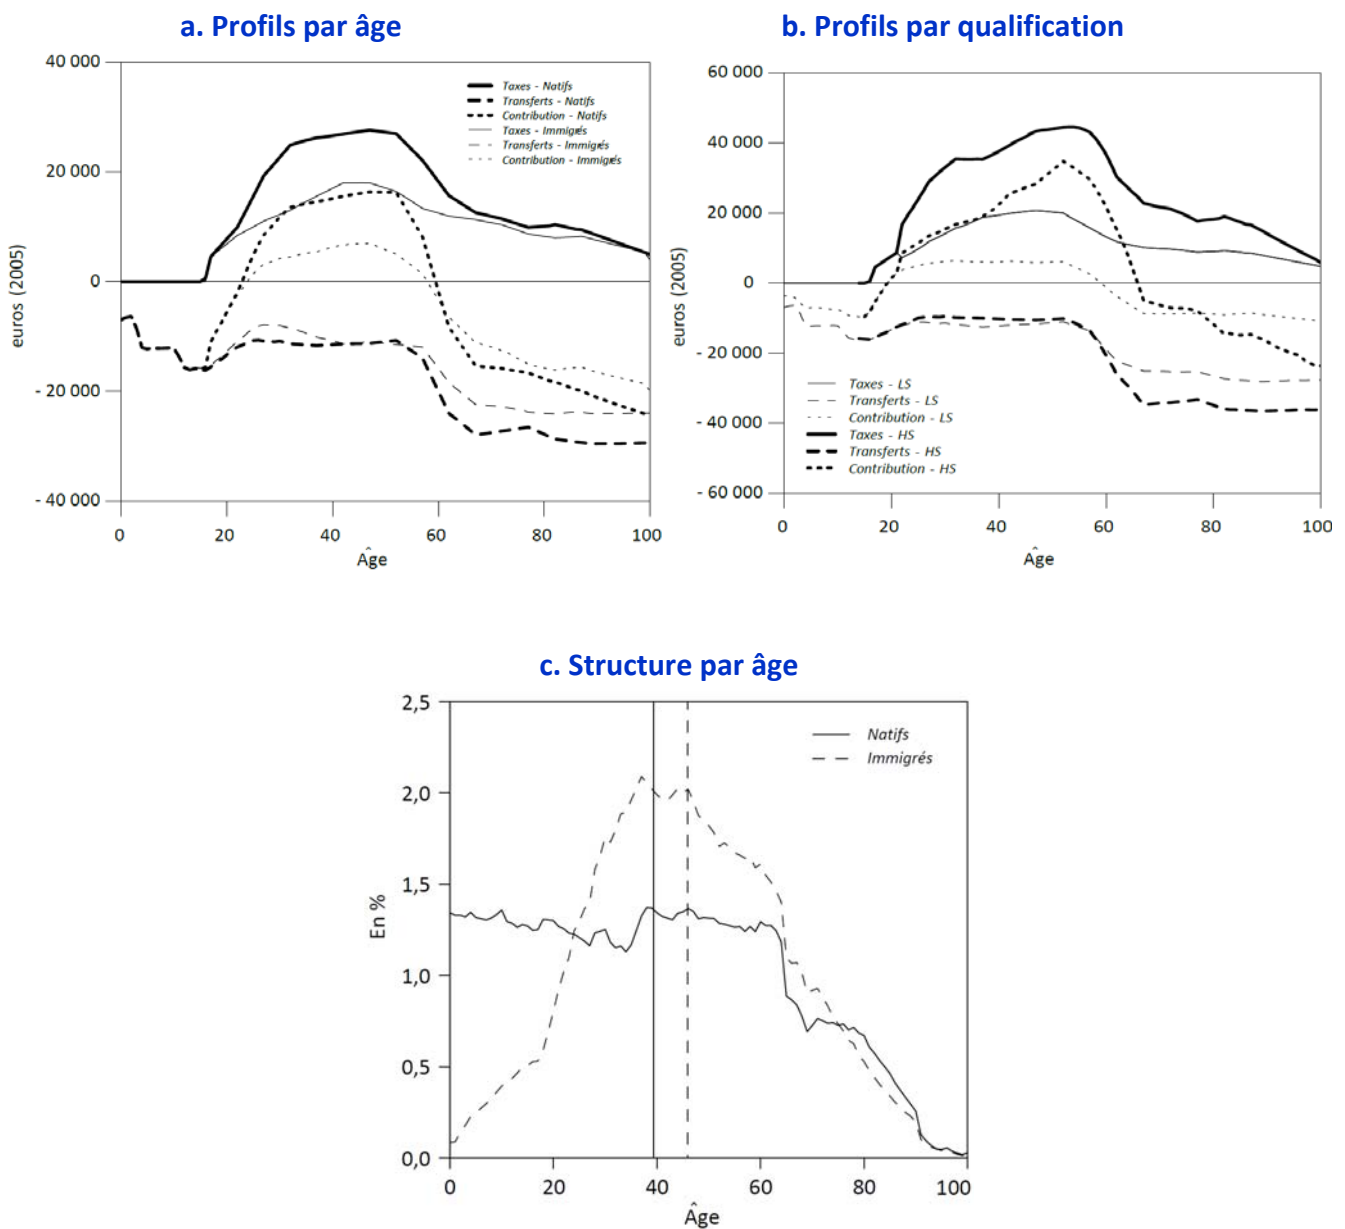 a. Profils par âge
40 000
20 000
0
- 20 000
- 40 000
euros (2005)
0 20 40 60 80 100
Âge
Taxes - Natifs
Transferts - Natifs
Contribution - Natifs
Taxes - Immigrés
Transferts - Immigrés
Contribution - Immigrés
b. Profils par qualification
60 000
40 000
20 000
0
- 20 000
- 40 000
- 60 000
euros (2005)
0 20 40 60 80 100
Âge
Taxes - LS
Transferts - LS
Contribution - LS
Taxes - HS
Transferts - HS
Contribution - HS
c. Structure par âge
2,5
2,0
1,5
1,0
0,5
0,0
En %
0 20 40 60 80 100
Âge
Natifs
Immigrés